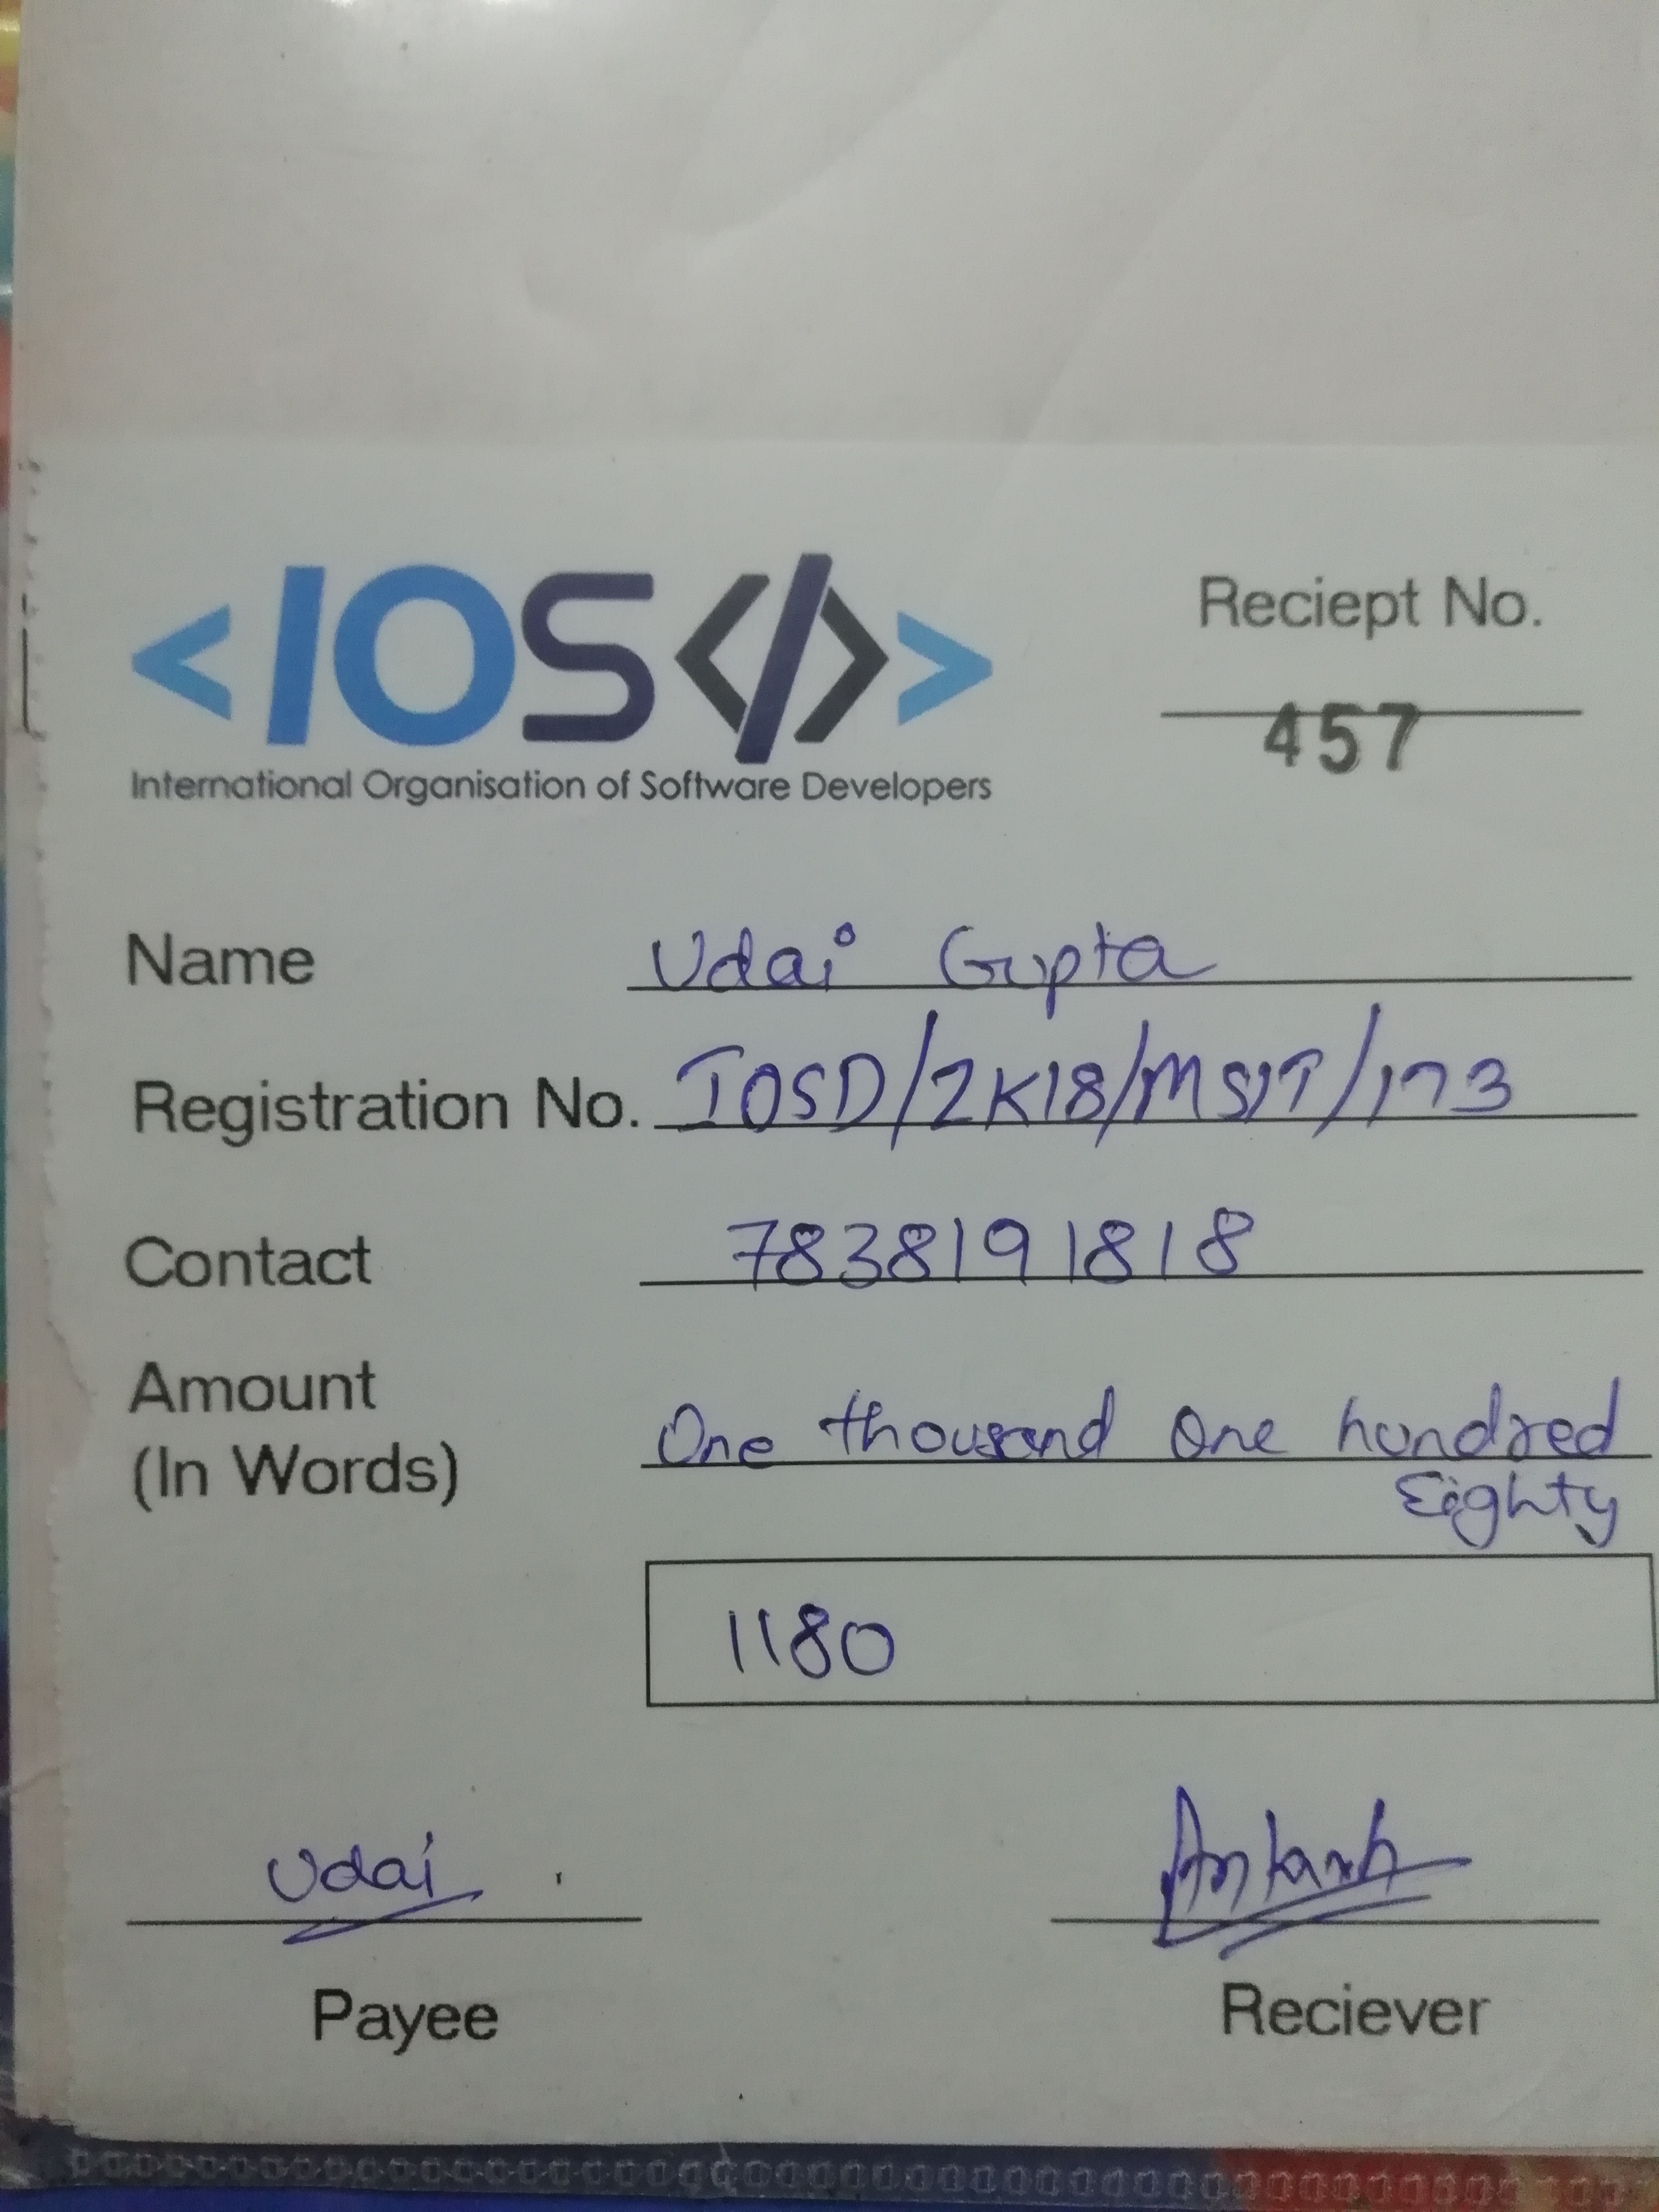 <IOS</>>
International Organisation of Software Developers
Reciept No.
457
Name Udai Gupta
Registration No. IOSD/2K18/MSIT/173
Contact 7838191818
Amount
(In Words) One thousand One hundred
Eighty
1180
Udai
Payee
Reciever